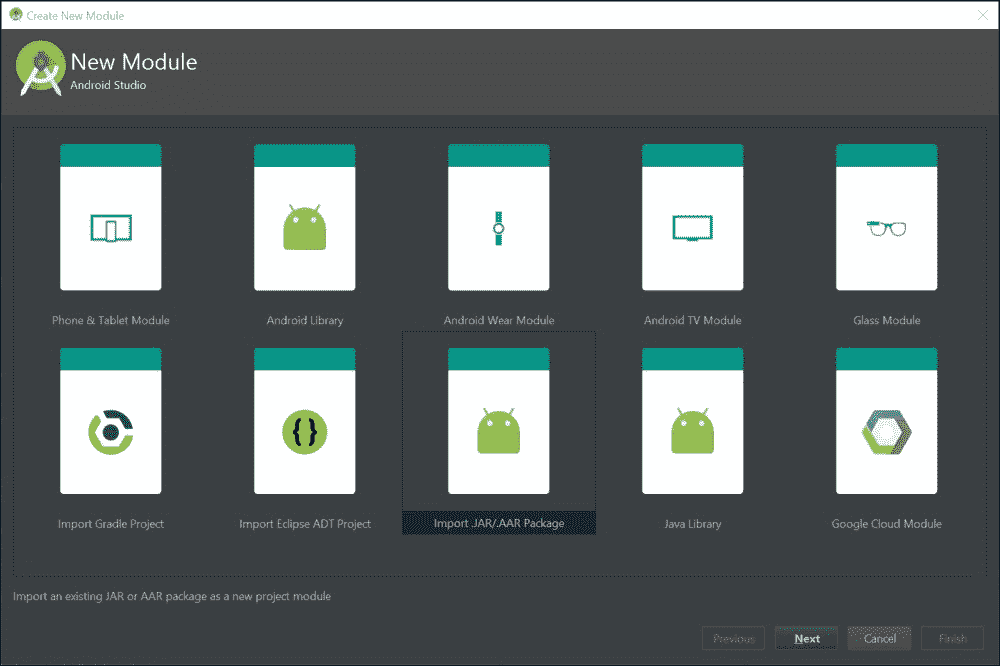 Create New Module
New Module
Android Studio
Phone & Tablet Module
Android Library
Android Wear Module
Android TV Module
Glass Module
{ }
Import Gradle Project
Import Eclipse ADT Project
Import .JAR/.AAR Package
Java Library
Google Cloud Module
Import an existing JAR or AAR package as a new project module
Previous
Next
Cancel
Finish